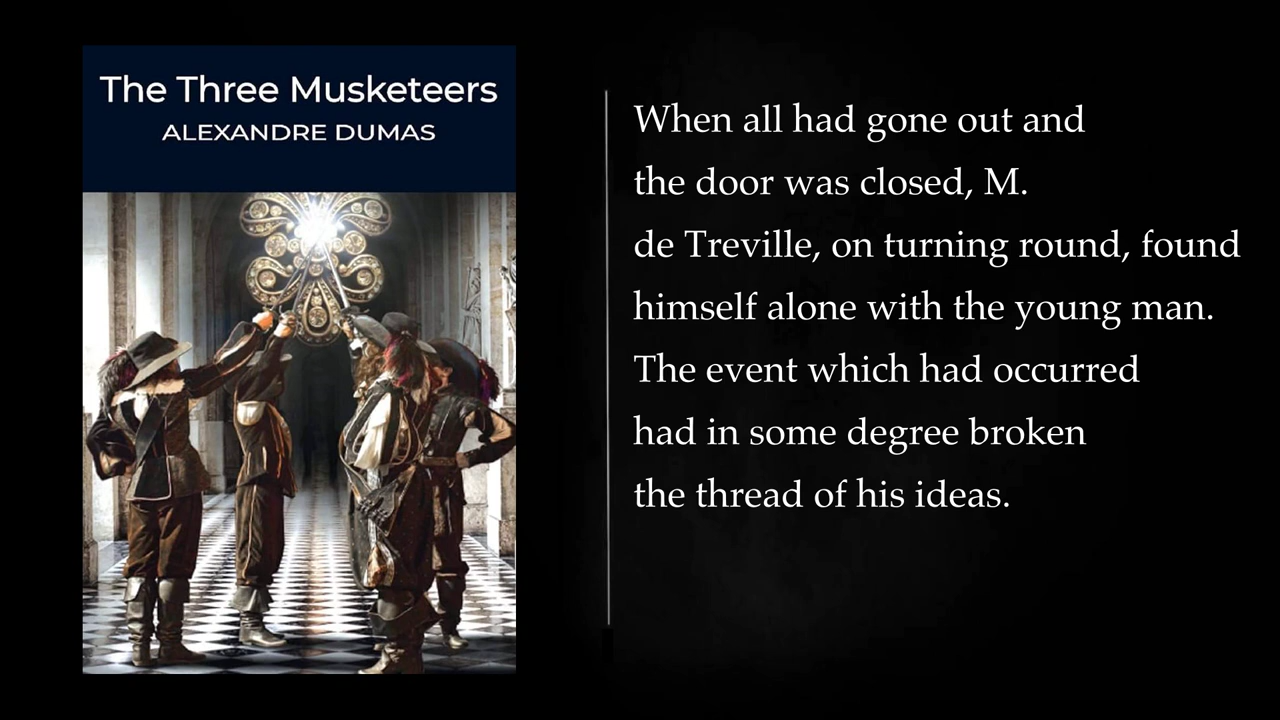 The Three Musketeers
ALEXANDRE DUMAS
When all had gone out and
the door was closed, M.
de Treville, on turning round, found
himself alone with the young man.
The event which had occurred
had in some degree broken
the thread of his ideas.